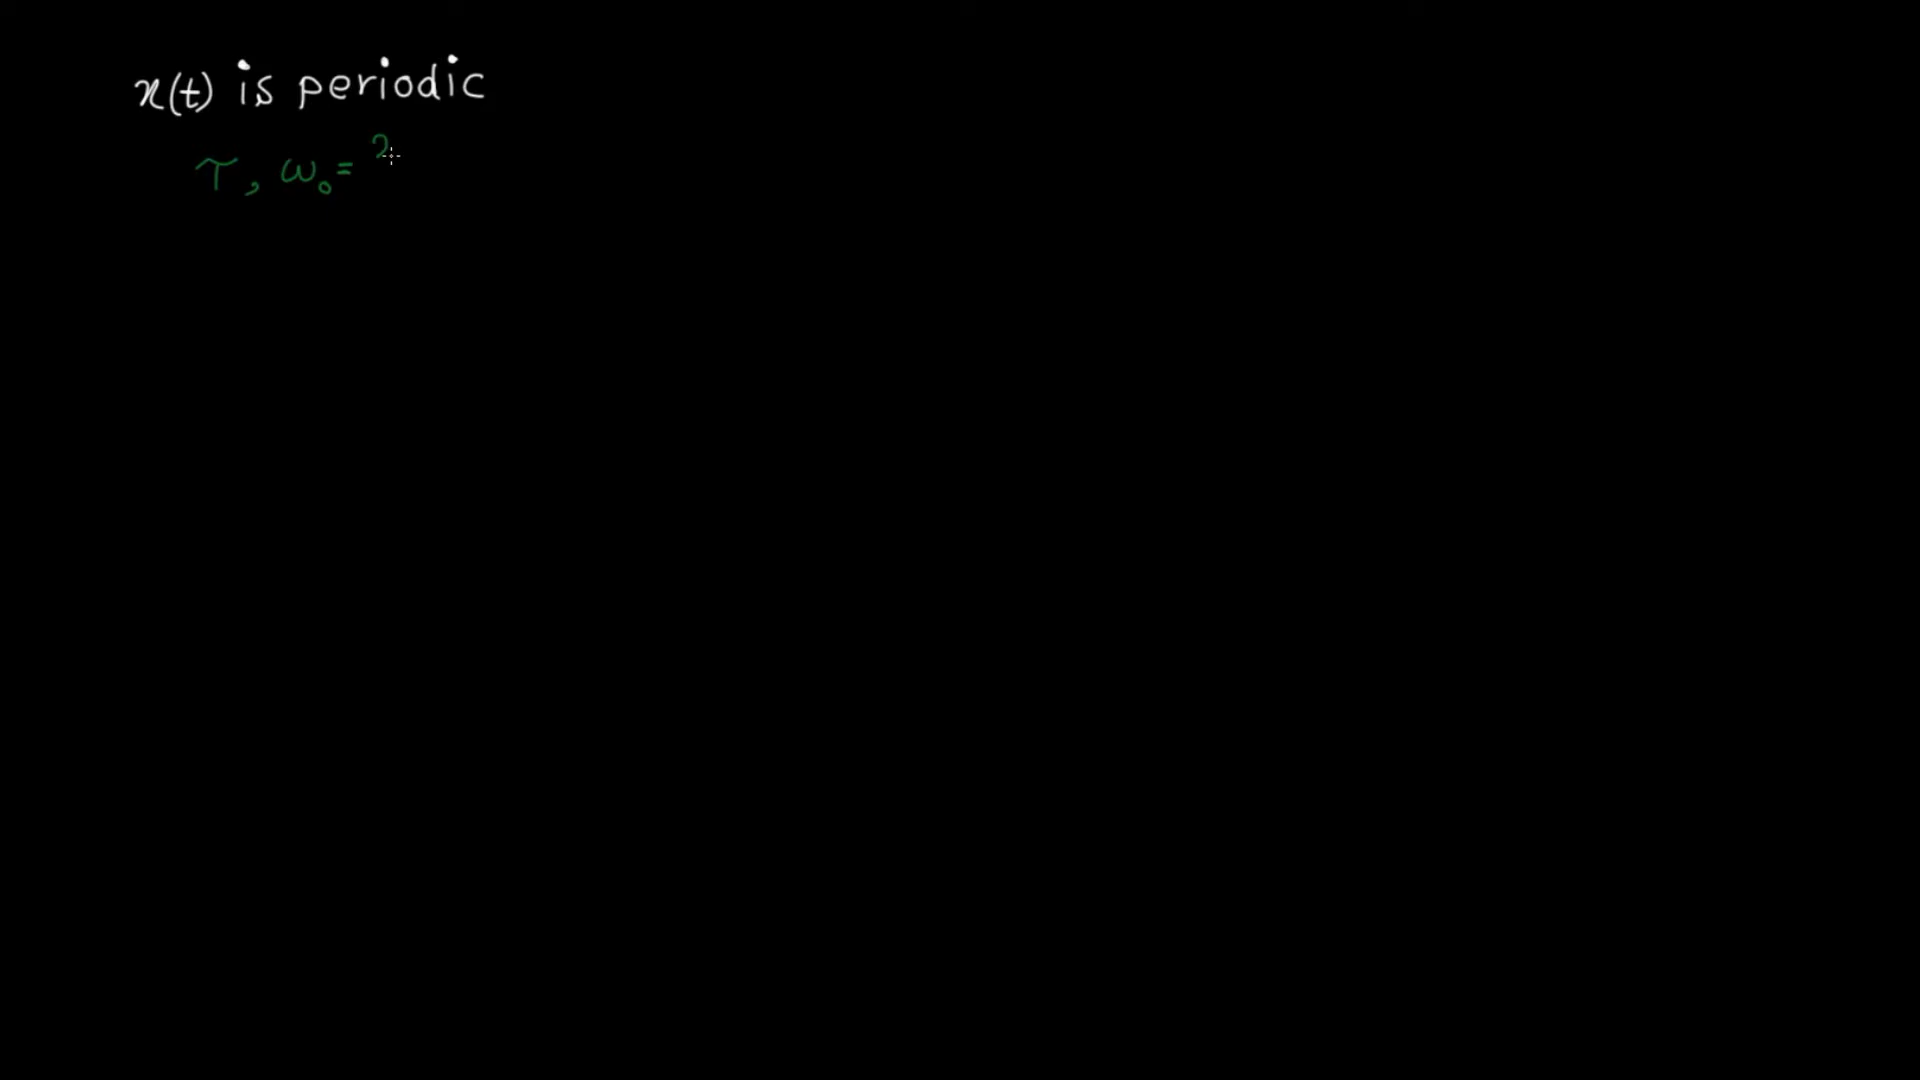 x(t) is periodic
T, ω₀ = 2